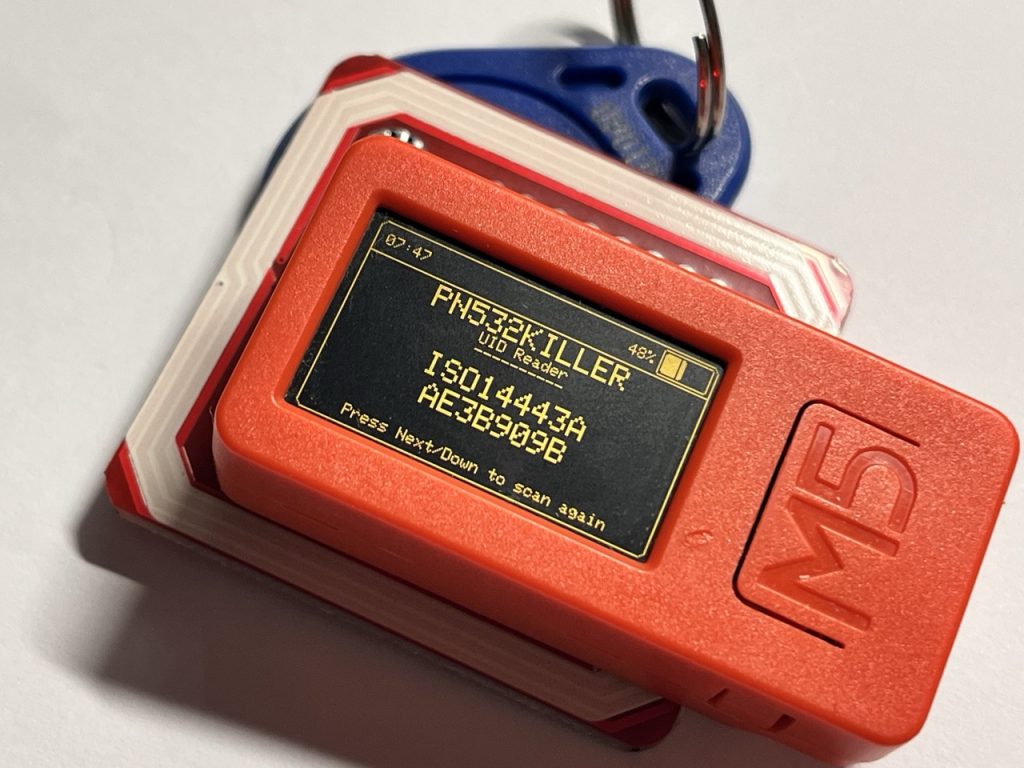 07:47
48%
PN532KILLER
UID Reader
----------
ISO14443A
AE3B909B
Press Next/Down to scan again
M5